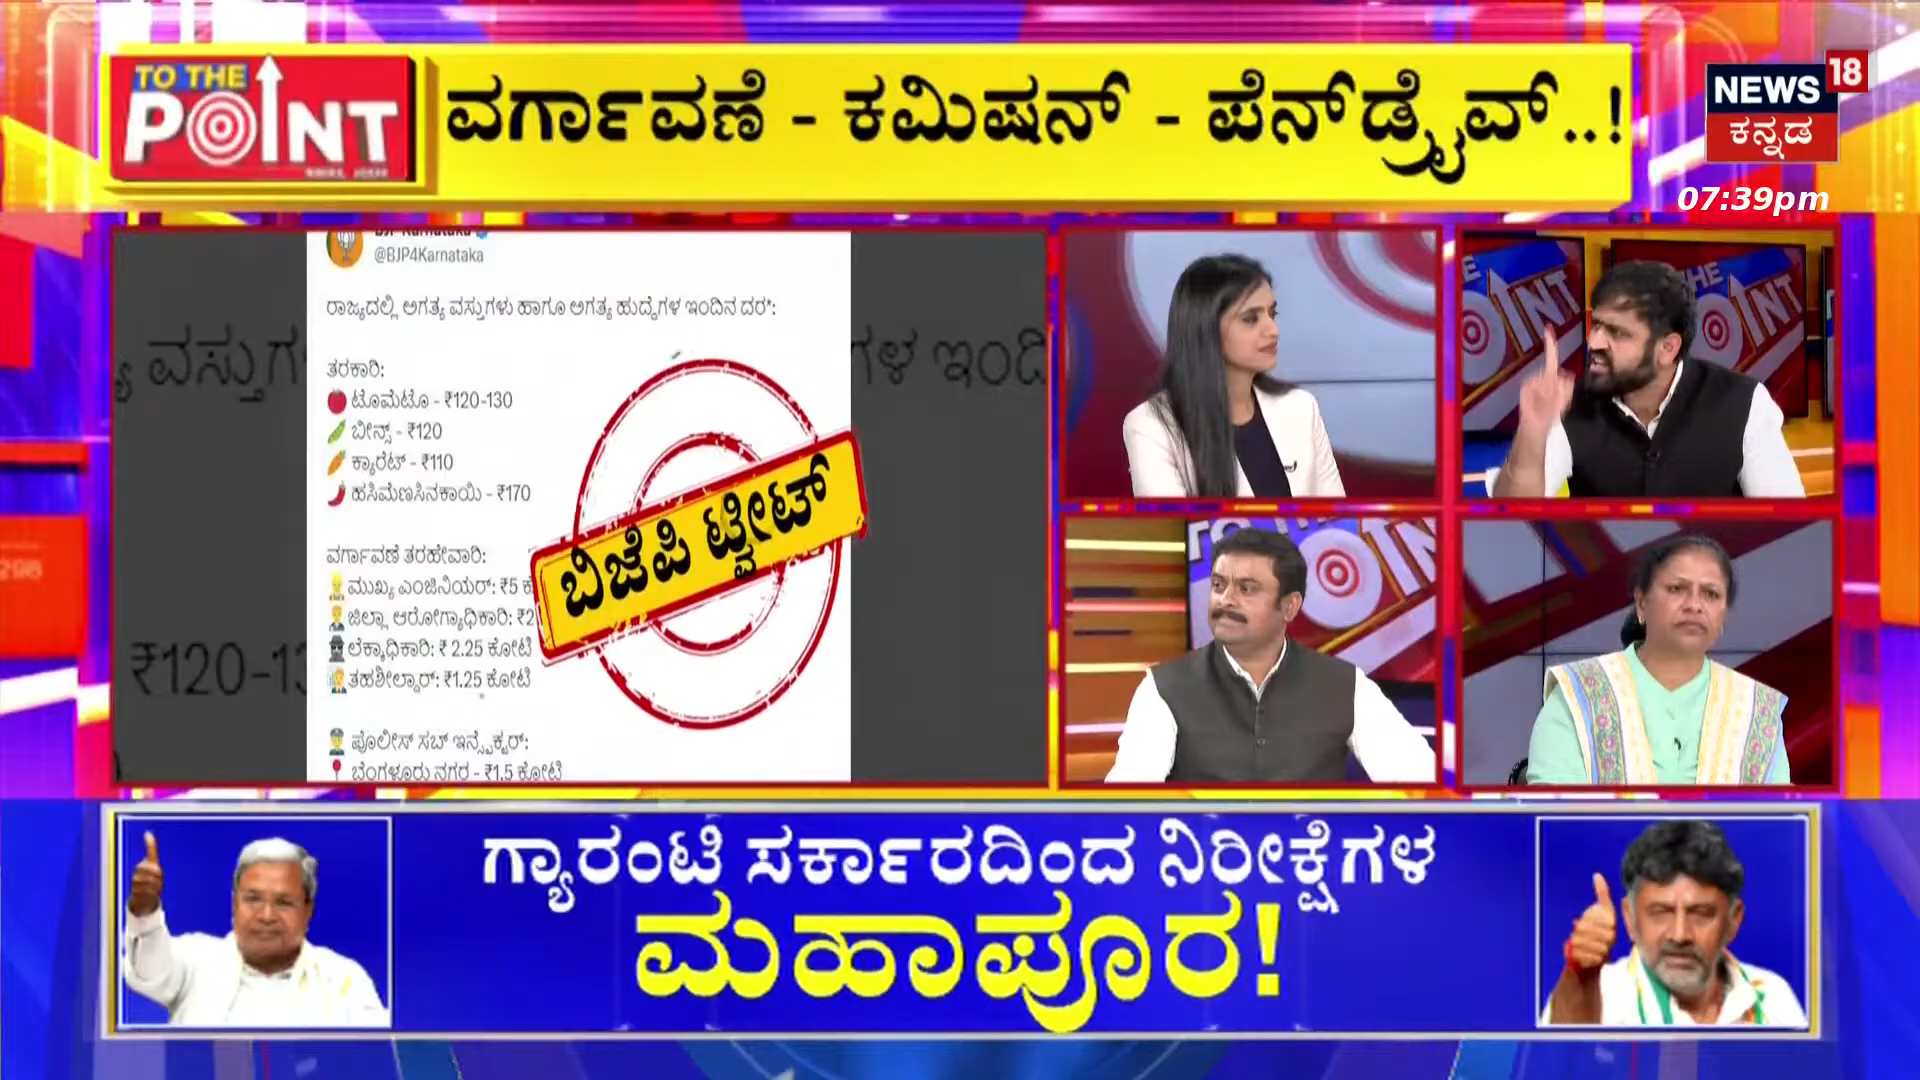 TO THE
POINT
ವರ್ಗಾವಣೆ - ಕಮಿಷನ್ - ಪೆನ್‌ಡ್ರೈವ್..!
NEWS 18
ಕನ್ನಡ
07:39pm
@BJP4Karnataka
ರಾಜ್ಯದಲ್ಲಿ ಅಗತ್ಯ ವಸ್ತುಗಳು ಹಾಗೂ ಅಗತ್ಯ ಹುದ್ದೆಗಳ ಇಂದಿನ ದರ*:
ತರಕಾರಿ:
ಟೊಮೆಟೊ - ₹120-130
ಬೀನ್ಸ್ - ₹120
ಕ್ಯಾರೆಟ್ - ₹110
ಹಸಿಮೆಣಸಿನಕಾಯಿ - ₹170
ವರ್ಗಾವಣೆ ತರಹೇವಾರಿ:
ಮುಖ್ಯ ಎಂಜಿನಿಯರ್: ₹5
ಜಿಲ್ಲಾ ಆರೋಗ್ಯಾಧಿಕಾರಿ: ₹2
ಲೆಕ್ಕಾಧಿಕಾರಿ: ₹ 2.25 ಕೋಟಿ
ತಹಶೀಲ್ದಾರ್: ₹1.25 ಕೋಟಿ
ಪೊಲೀಸ್ ಸಬ್ ಇನ್ಸ್ಪೆಕ್ಟರ್:
ಬೆಂಗಳೂರು ನಗರ - ₹1.5 ಕೋಟಿ
ಬಿಜೆಪಿ ಟ್ವೀಟ್
ಗ್ಯಾರಂಟಿ ಸರ್ಕಾರದಿಂದ ನಿರೀಕ್ಷೆಗಳ
ಮಹಾಪೂರ!